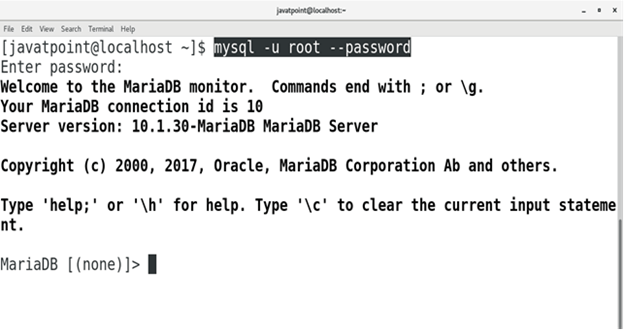 javatpoint@localhost:~
File Edit View Search Terminal Help
[javatpoint@localhost ~]$ mysql -u root --password
Enter password:
Welcome to the MariaDB monitor.  Commands end with ; or \g.
Your MariaDB connection id is 10
Server version: 10.1.30-MariaDB MariaDB Server
Copyright (c) 2000, 2017, Oracle, MariaDB Corporation Ab and others.
Type 'help;' or '\h' for help. Type '\c' to clear the current input stateme
nt.
MariaDB [(none)]>